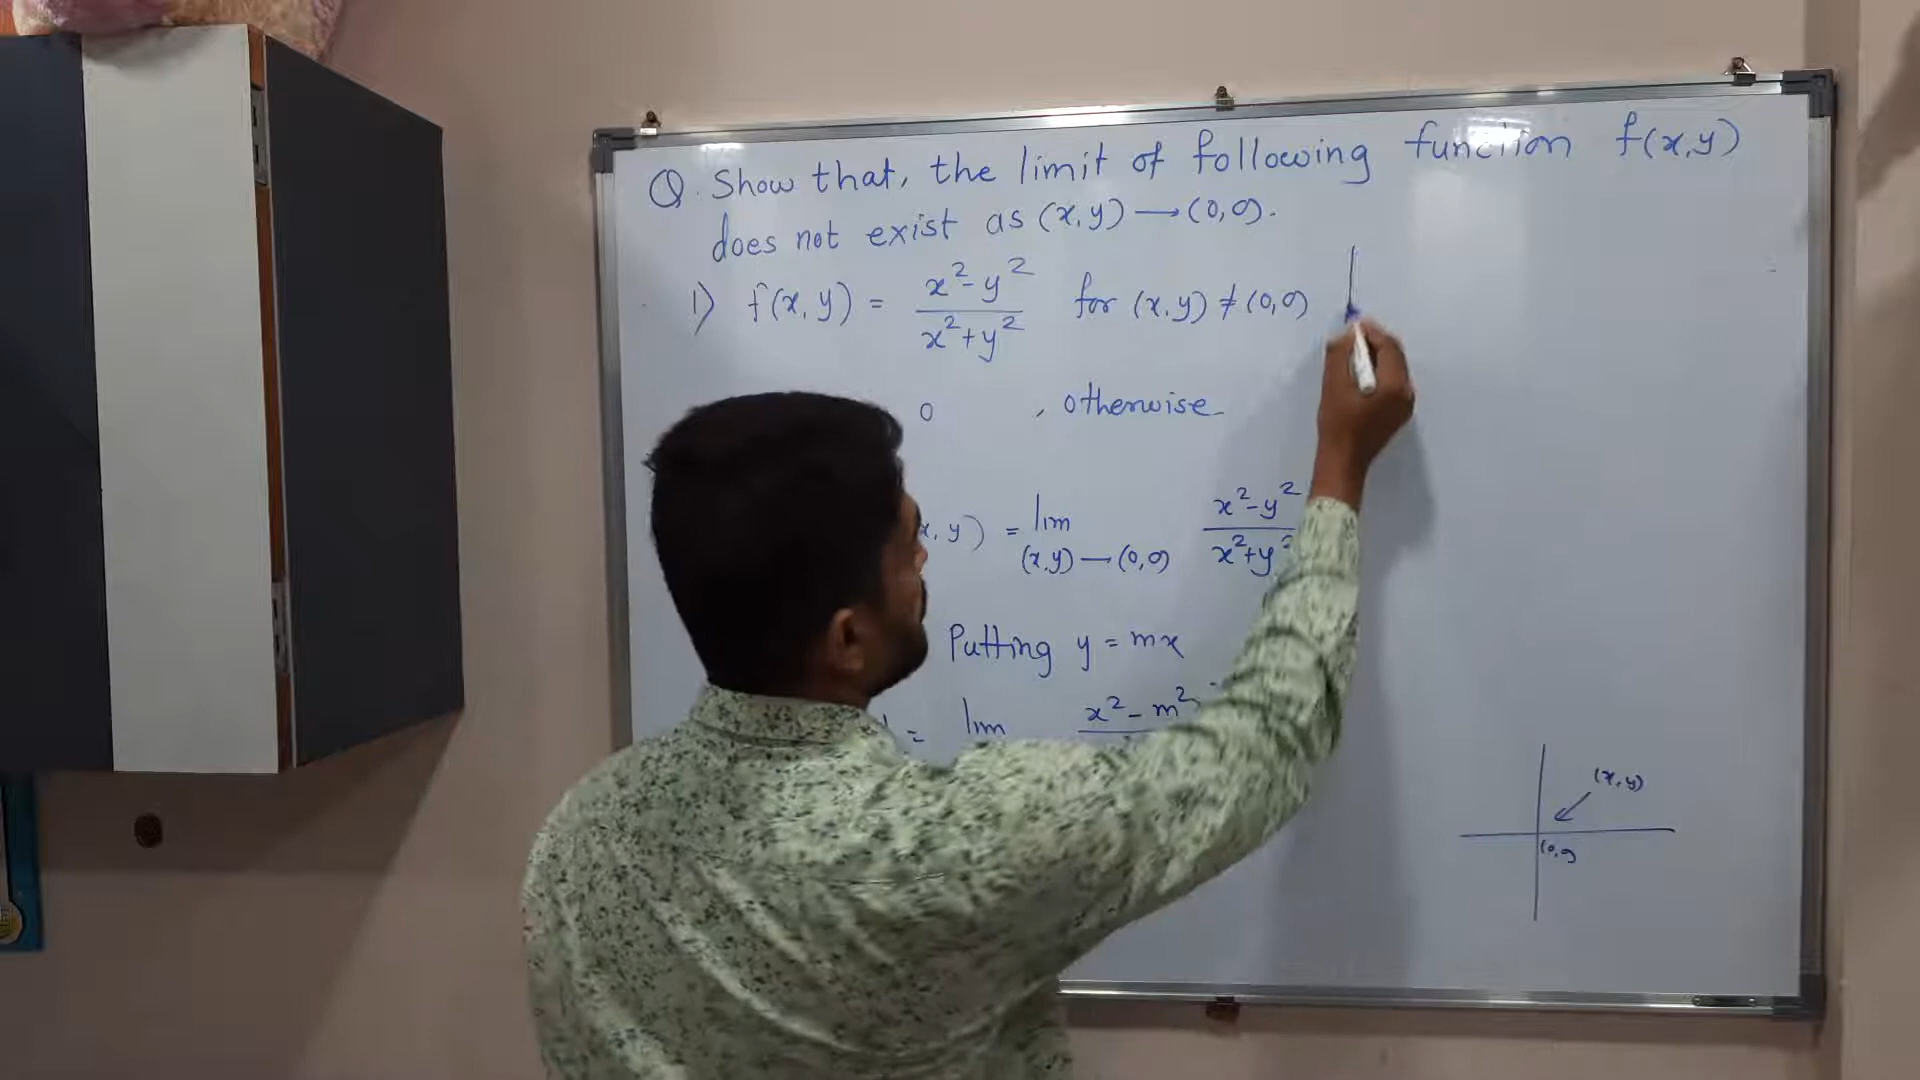 Q. Show that, the limit of following function f(x,y)
does not exist as (x,y) → (0,0).
1) f(x,y) = x²-y² / x²+y² for (x,y) ≠ (0,0)
0 , otherwise
x,y) = lim (x,y)→(0,0) x²-y² / x²+y²
Putting y = mx
= lim x² - m²
(x,y)
(0,0)